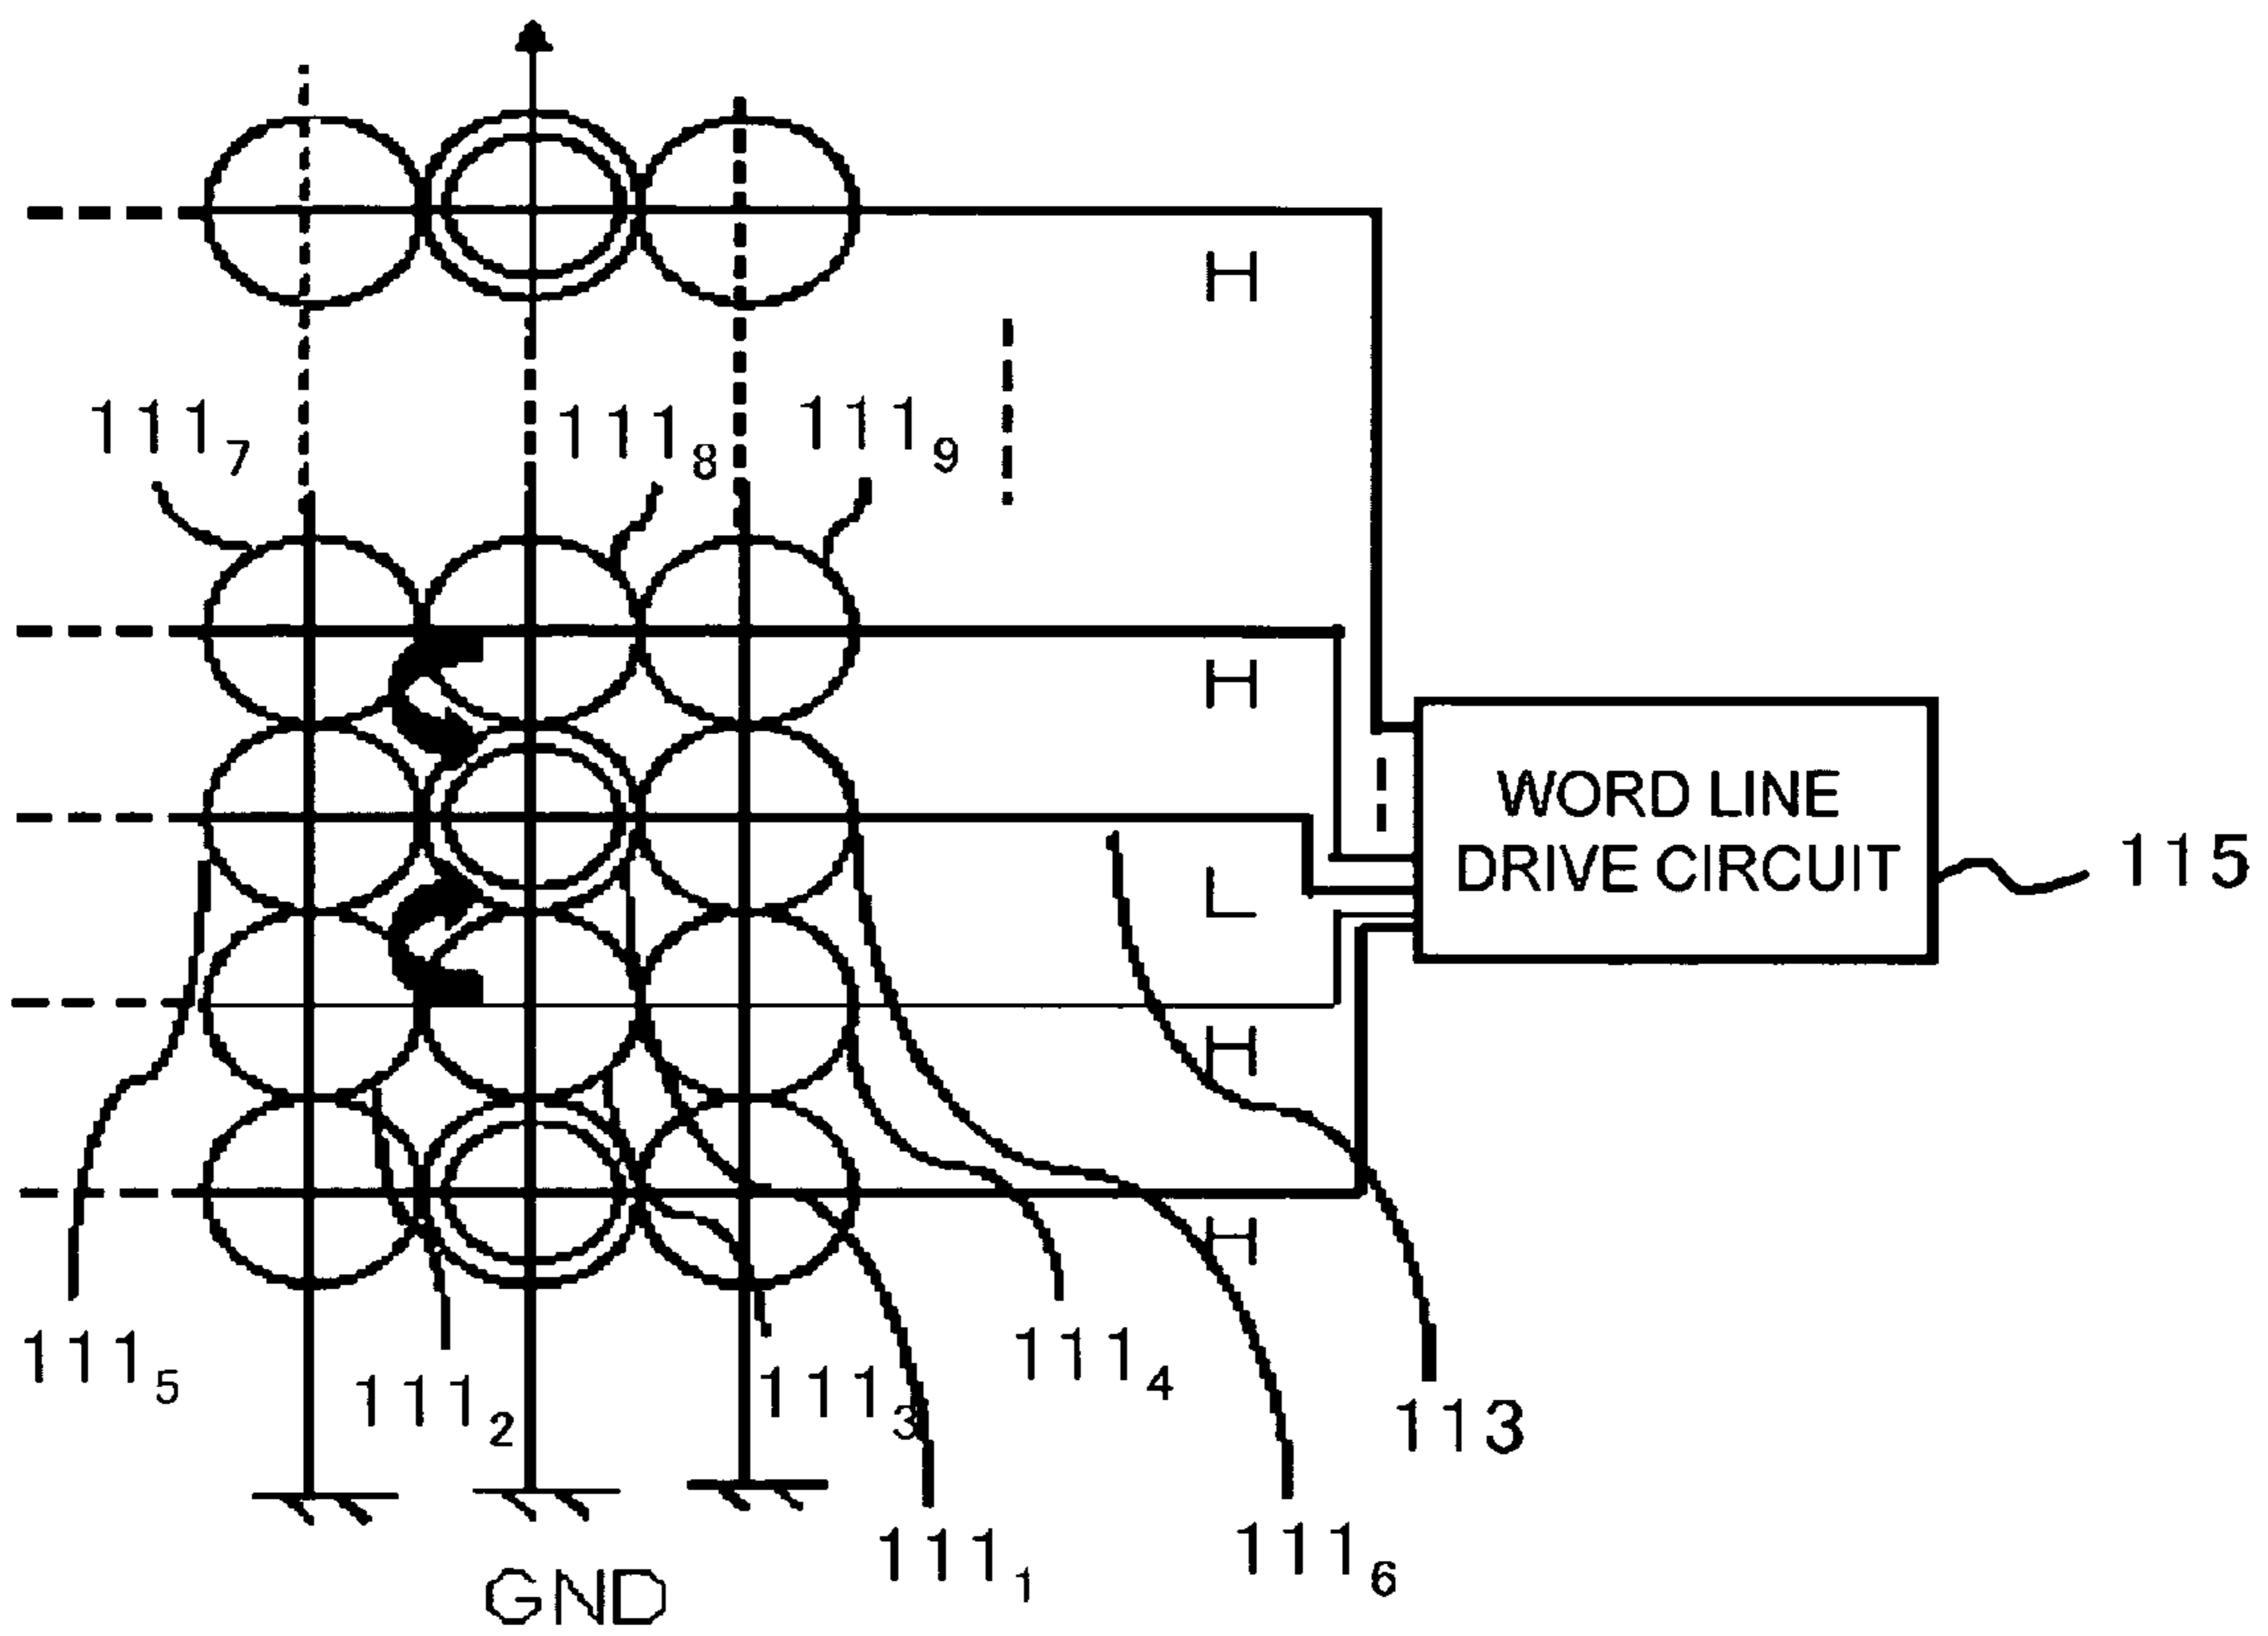 H
111₇
111₈
111₉
H
WORD LINE
DRIVE CIRCUIT
115
L
H
H
111₅
111₂
111₃
111₄
113
111₁
111₆
GND